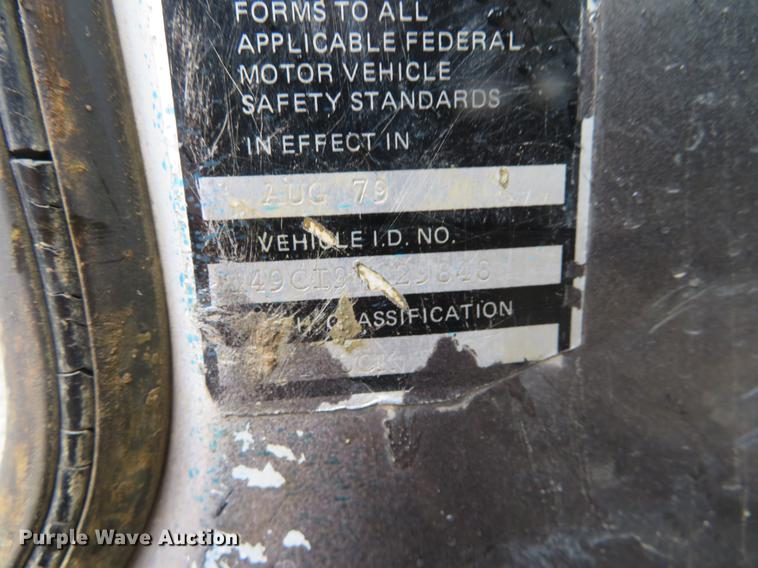 FORMS TO ALL
APPLICABLE FEDERAL
MOTOR VEHICLE
SAFETY STANDARDS
IN EFFECT IN
AUG 79
VEHICLE I.D. NO.
Purple Wave Auction